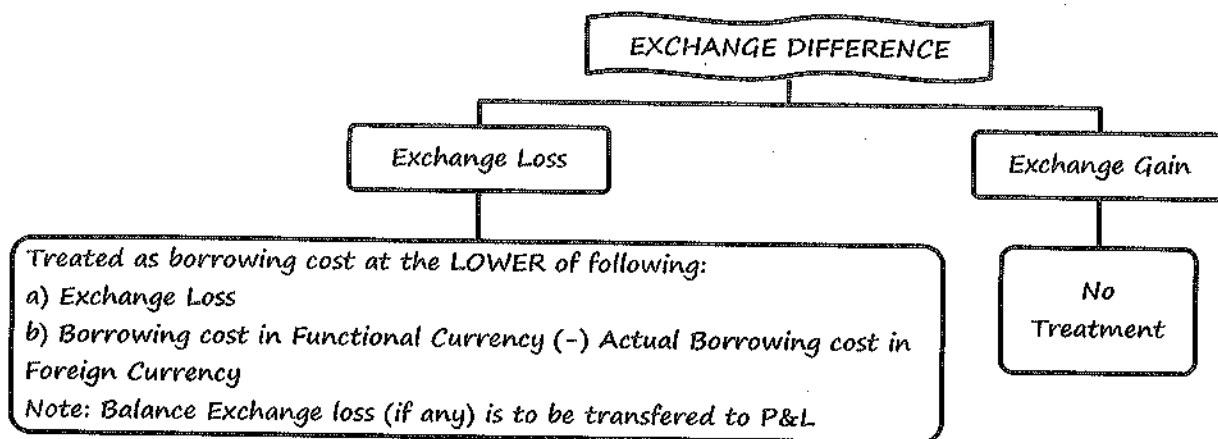 EXCHANGE DIFFERENCE
Exchange Loss
Exchange Gain
Treated as borrowing cost at the LOWER of following:
a) Exchange Loss
b) Borrowing cost in Functional Currency (-) Actual Borrowing cost in
Foreign Currency
Note: Balance Exchange loss (if any) is to be transfered to P&L
No
Treatment